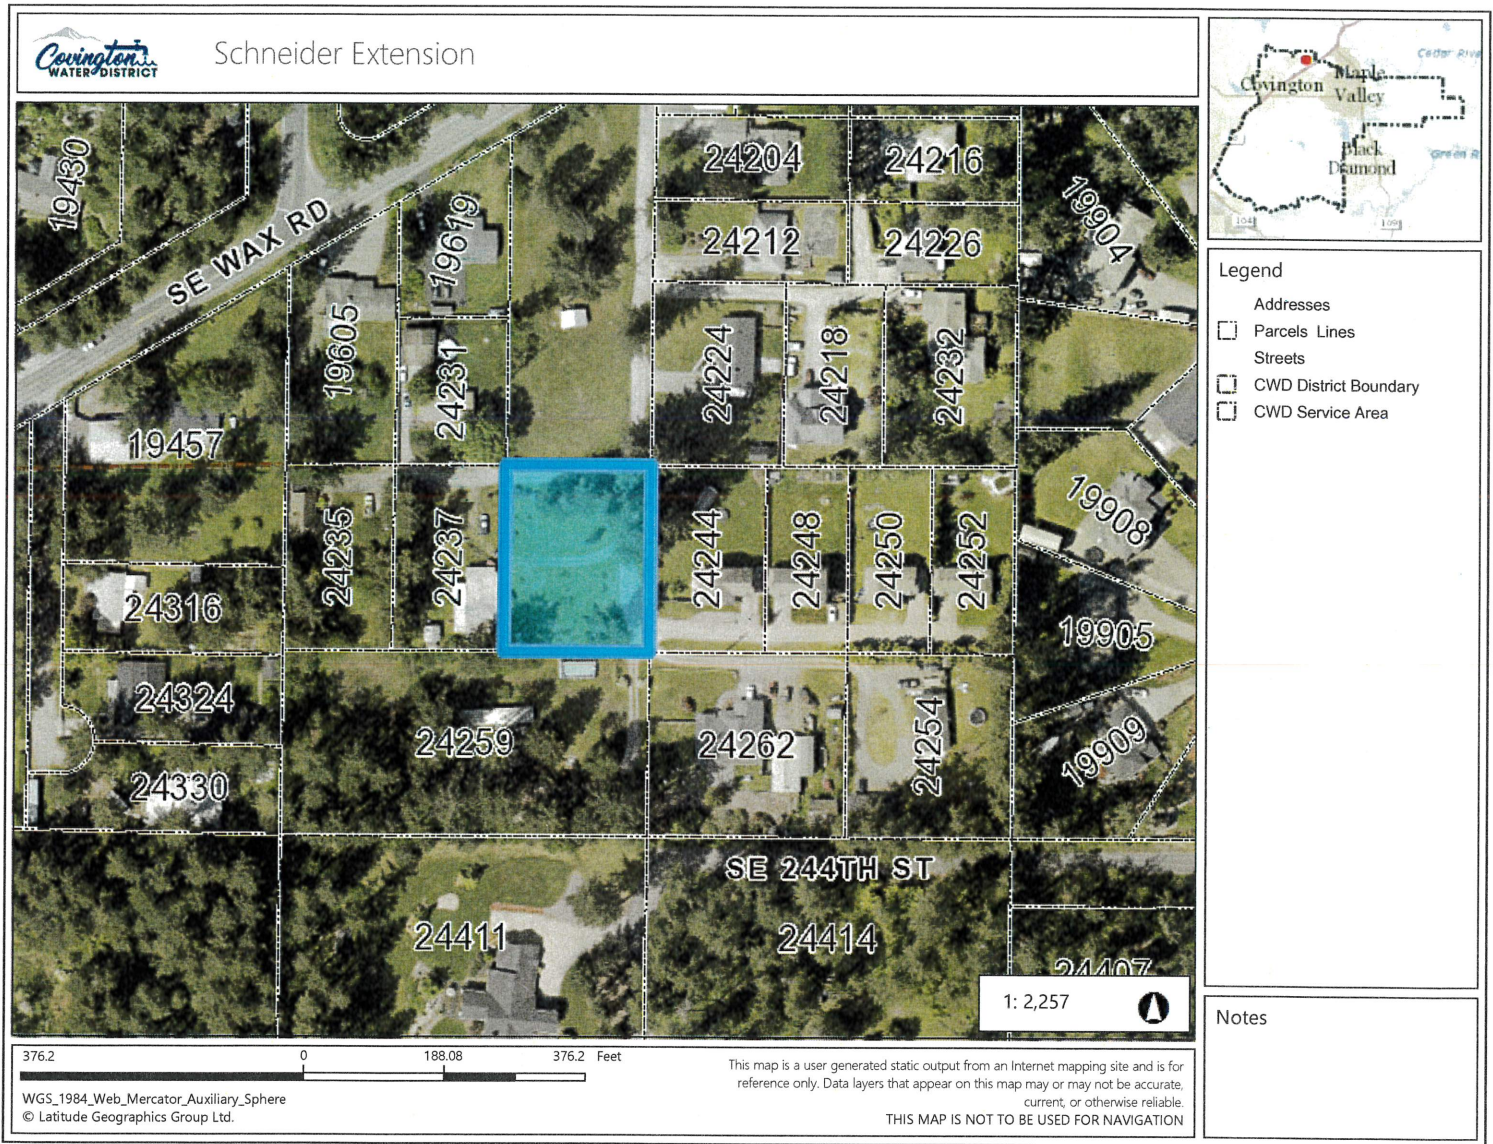 Covington
WATER DISTRICT
Schneider Extension
Cedar Rive
Covington
Maple
Valley
Black
Diamond
Green R
104
109
Legend
Addresses
Parcels Lines
Streets
CWD District Boundary
CWD Service Area
Notes
19430
SE WAX RD
19619
24204
24216
19904
24212
24226
19605
24231
24224
24218
24232
19457
24235
24237
24244
24248
24250
24252
19908
24316
19905
24324
24259
24262
24254
19909
24330
SE 244TH ST
24411
24414
24407
1: 2,257
376.2
0
188.08
376.2 Feet
WGS_1984_Web_Mercator_Auxiliary_Sphere
© Latitude Geographics Group Ltd.
This map is a user generated static output from an Internet mapping site and is for
reference only. Data layers that appear on this map may or may not be accurate,
current, or otherwise reliable.
THIS MAP IS NOT TO BE USED FOR NAVIGATION